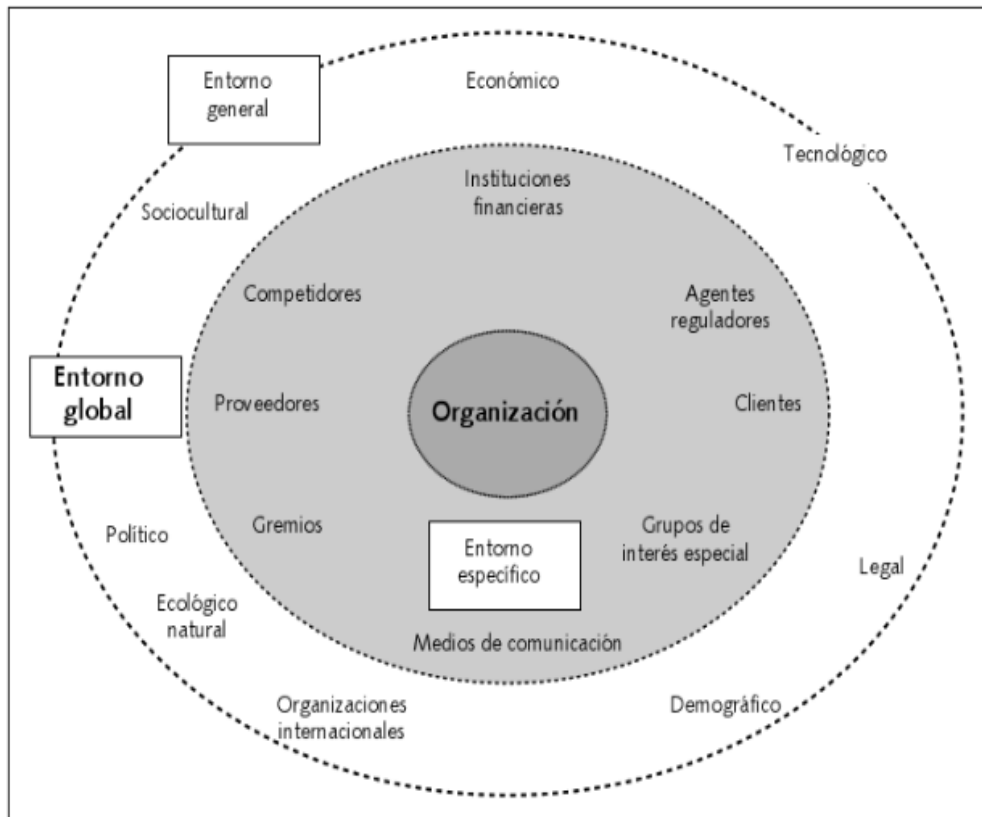 Entorno
general
Económico
Tecnológico
Instituciones
financieras
Sociocultural
Competidores
Agentes
reguladores
Entorno
global
Proveedores
Organización
Clientes
Político
Gremios
Entorno
específico
Grupos de
interés especial
Legal
Ecológico
natural
Medios de comunicación
Organizaciones
internacionales
Demográfico